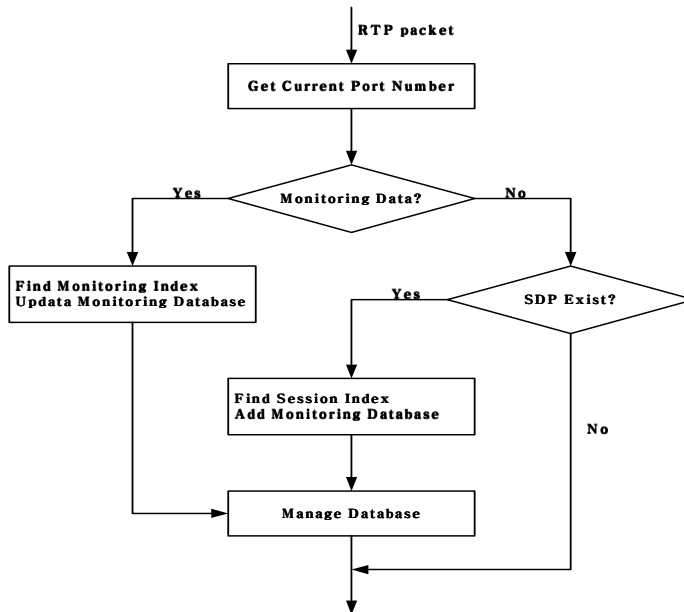 RTP packet
Get Current Port Number
Monitoring Data?
Yes
No
Find Monitoring Index
Updata Monitoring Database
SDP Exist?
Yes
Find Session Index
Add Monitoring Database
No
Manage Database